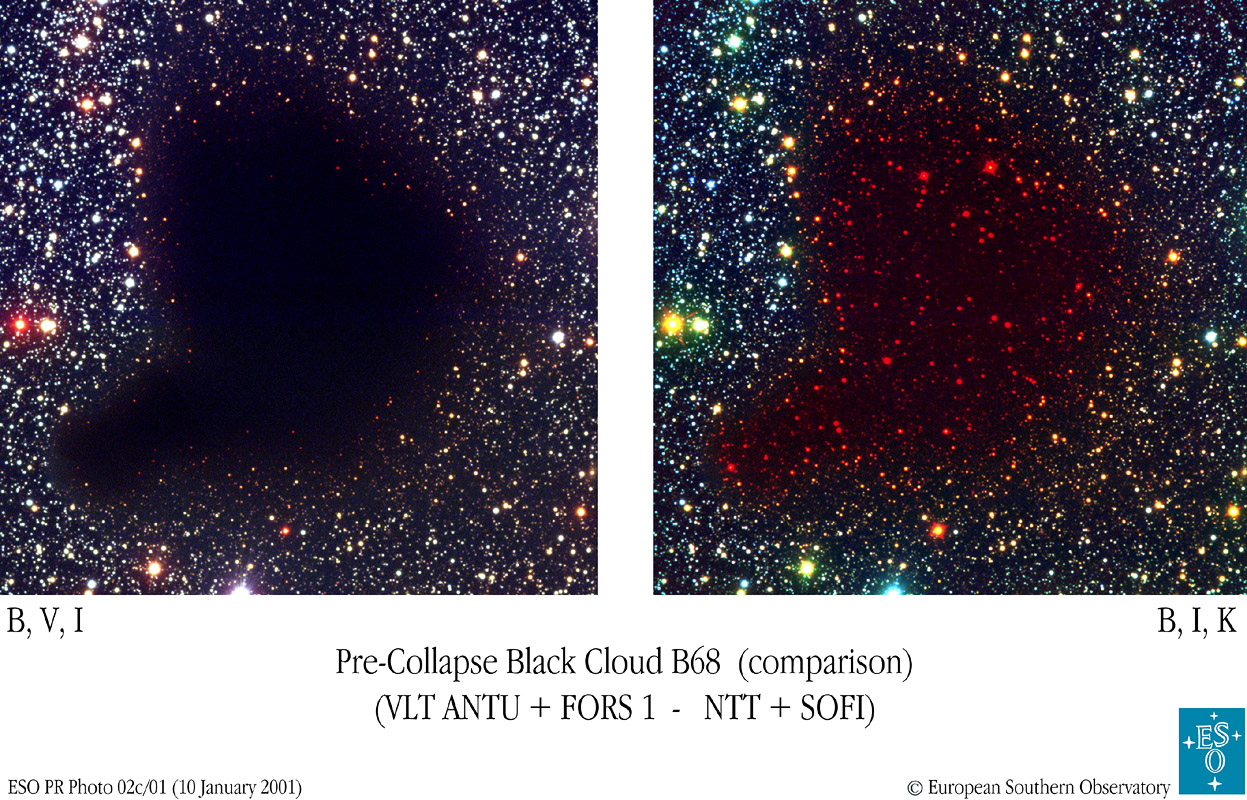 B, V, I
B, I, K
Pre-Collapse Black Cloud B68 (comparison)
(VLT ANTU + FORS 1 - NTT + SOFI)
ES
O
ESO PR Photo 02c/01 (10 January 2001)
© European Southern Observatory